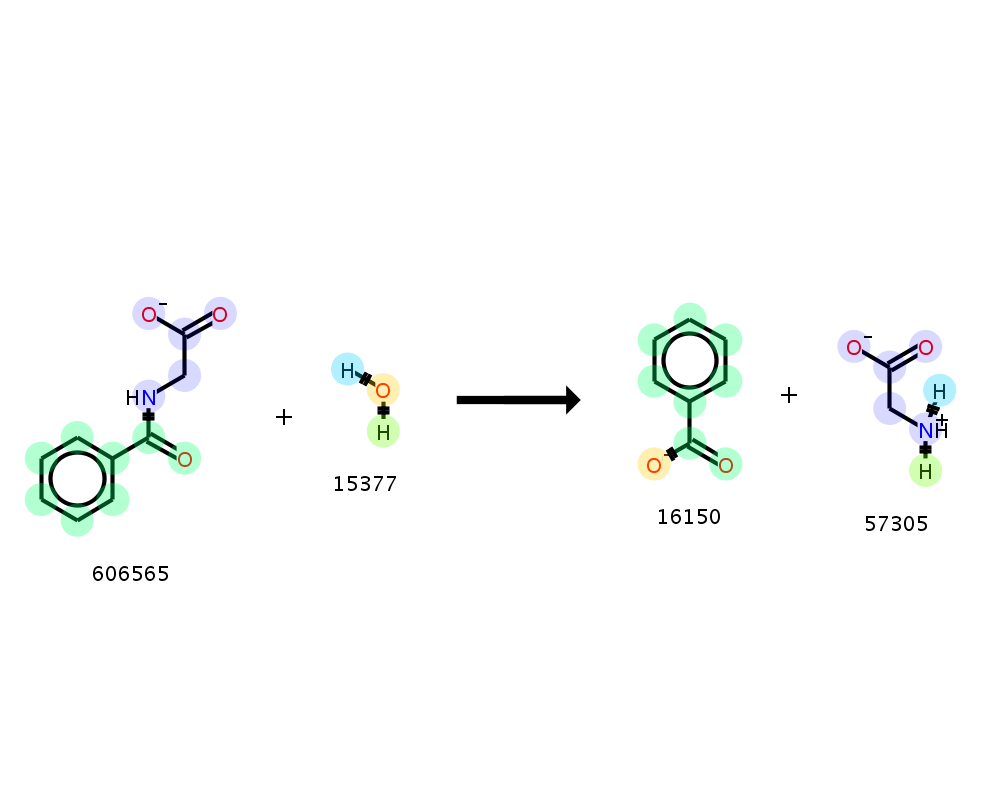 O⁻ O
HN
O
606565
+
H O
H
15377
O⁻ O
16150
+
O⁻ O
H
NH⁺
H
57305